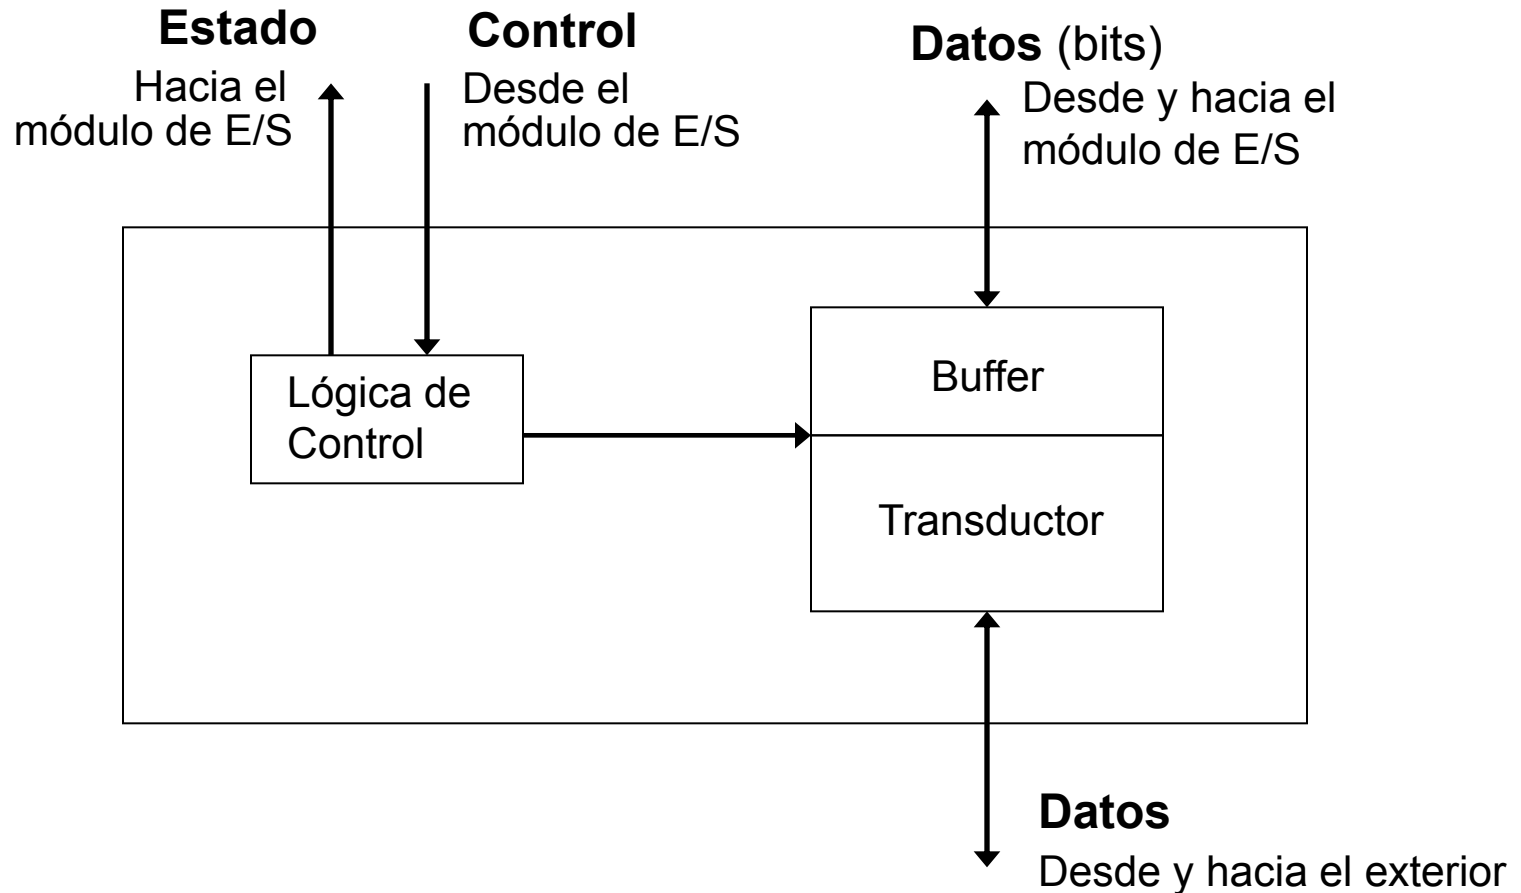 Estado
Hacia el
módulo de E/S
Control
Desde el
módulo de E/S
Datos (bits)
Desde y hacia el
módulo de E/S
Lógica de
Control
Buffer
Transductor
Datos
Desde y hacia el exterior